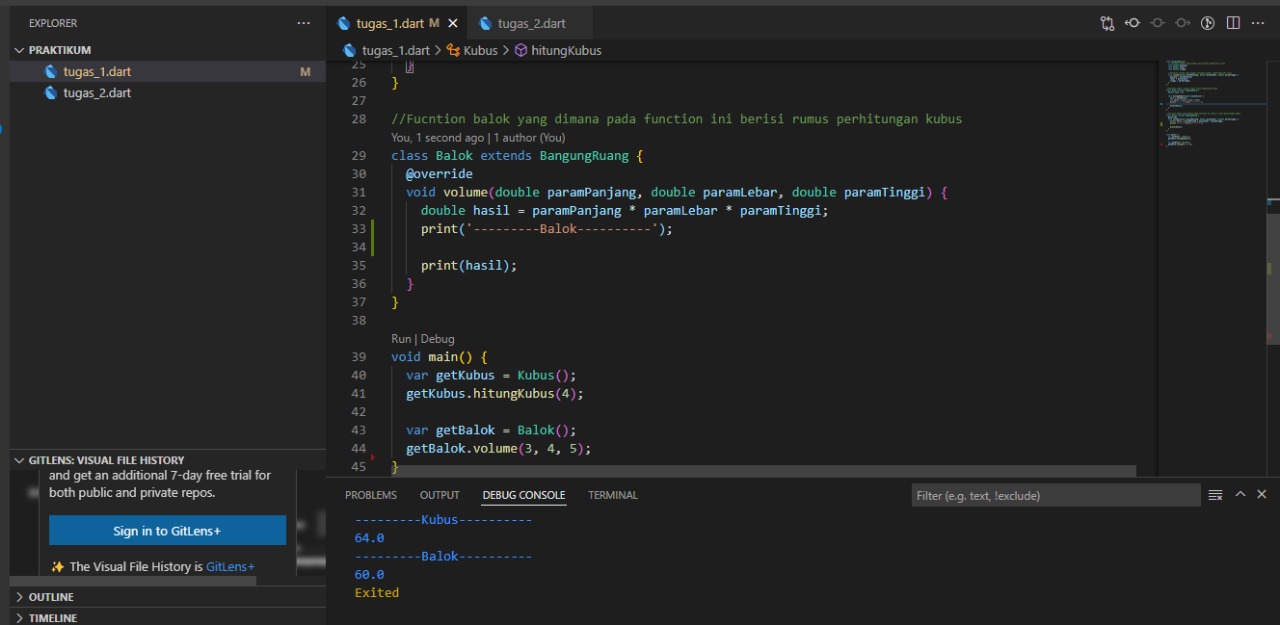 EXPLORER
PRAKTIKUM
tugas_1.dart M
tugas_2.dart
GITLENS: VISUAL FILE HISTORY
and get an additional 7-day free trial for
both public and private repos.
Sign in to GitLens+
✨ The Visual File History is GitLens+
OUTLINE
TIMELINE
tugas_1.dart M tugas_2.dart
tugas_1.dart > Kubus > hitungKubus
25 }
26 }
27
28 //Fucntion balok yang dimana pada function ini berisi rumus perhitungan kubus
You, 1 second ago | 1 author (You)
29 class Balok extends BangungRuang {
30 @override
31 void volume(double paramPanjang, double paramLebar, double paramTinggi) {
32 double hasil = paramPanjang * paramLebar * paramTinggi;
33 print('---------Balok----------');
34
35 print(hasil);
36 }
37 }
38
Run | Debug
39 void main() {
40 var getKubus = Kubus();
41 getKubus.hitungKubus(4);
42
43 var getBalok = Balok();
44 getBalok.volume(3, 4, 5);
45 }
PROBLEMS OUTPUT DEBUG CONSOLE TERMINAL Filter (e.g. text, !exclude)
---------Kubus----------
64.0
---------Balok----------
60.0
Exited